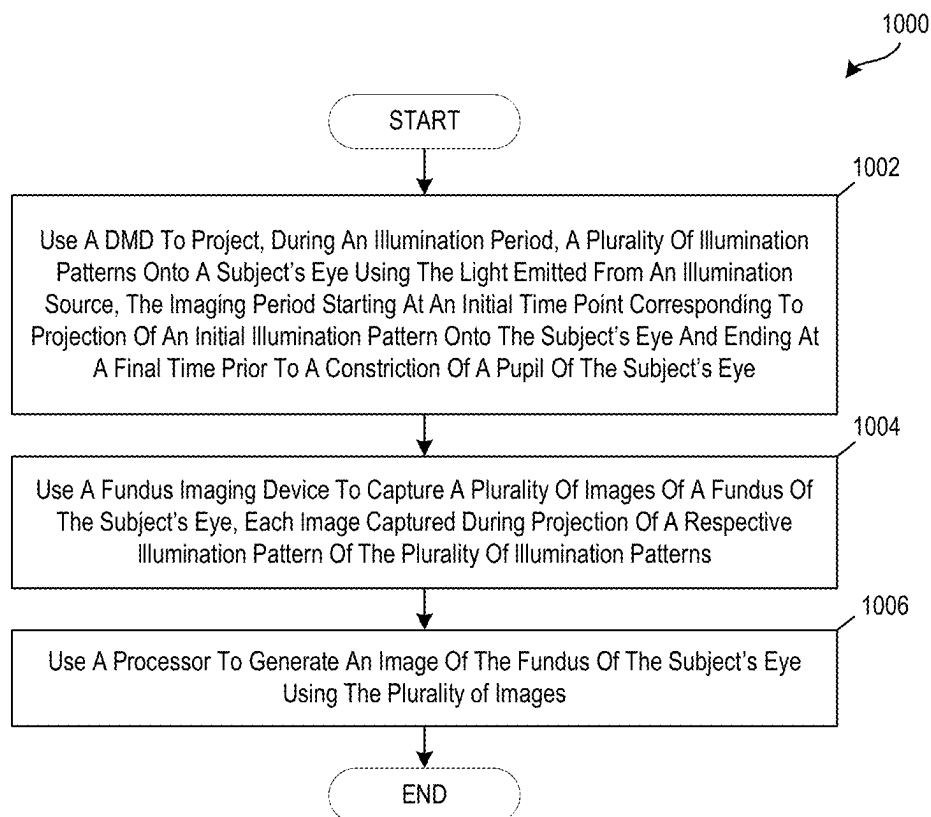 1000
START
1002
Use A DMD To Project, During An Illumination Period, A Plurality Of Illumination
Patterns Onto A Subject's Eye Using The Light Emitted From An Illumination
Source, The Imaging Period Starting At An Initial Time Point Corresponding To
Projection Of An Initial Illumination Pattern Onto The Subject's Eye And Ending At
A Final Time Prior To A Constriction Of A Pupil Of The Subject's Eye
1004
Use A Fundus Imaging Device To Capture A Plurality Of Images Of A Fundus Of
The Subject's Eye, Each Image Captured During Projection Of A Respective
Illumination Pattern Of The Plurality Of Illumination Patterns
1006
Use A Processor To Generate An Image Of The Fundus Of The Subject's Eye
Using The Plurality of Images
END